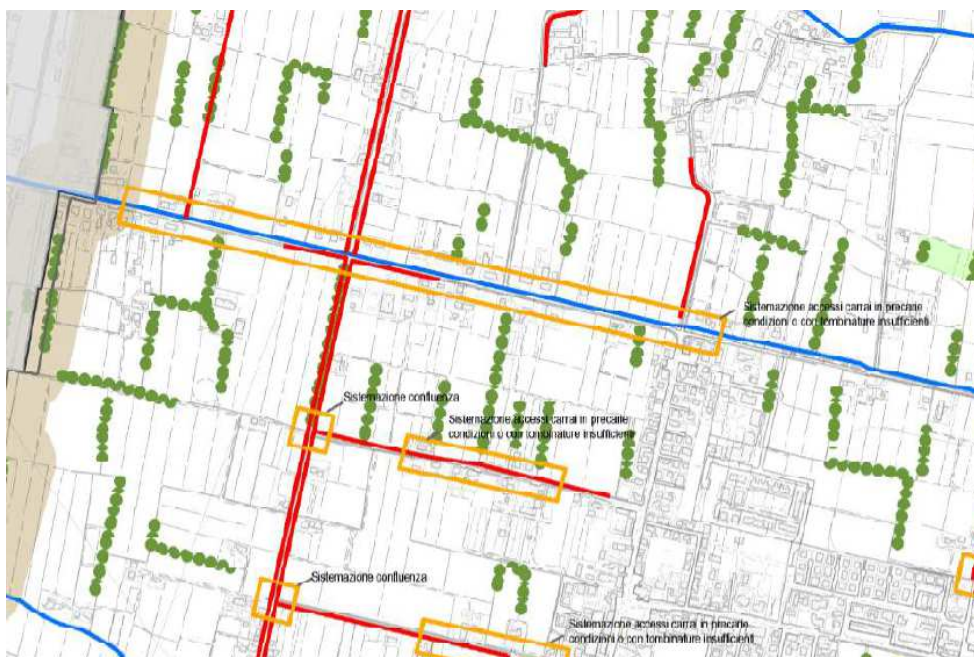 Sistemazione accessi carrai in precarie
condizioni o con tombinature insufficienti
Sistemazione confluenza
Sistemazione accessi carrai in precarie
condizioni o con tombinature insufficienti
Sistemazione confluenza
Sistemazione accessi carrai in precarie
condizioni o con tombinature insufficienti